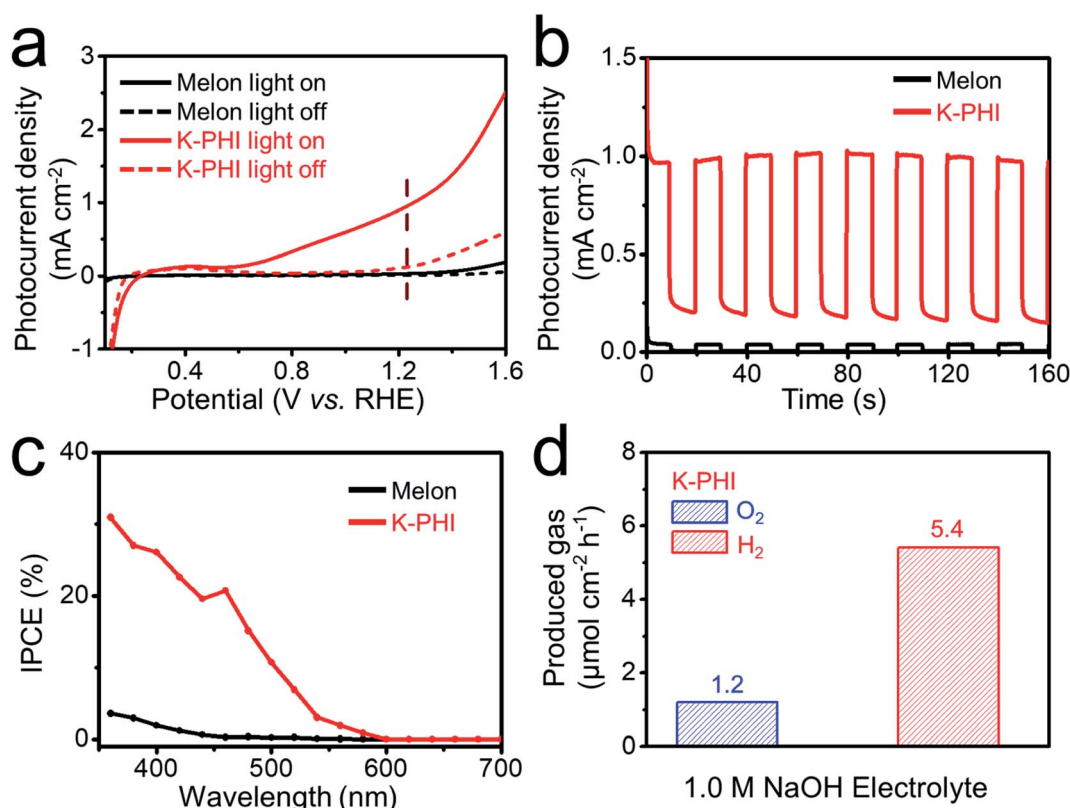 a
3
2
1
0
-1
Photocurrent density
(mA cm-2)
Melon light on
Melon light off
K-PHI light on
K-PHI light off
0.4 0.8 1.2 1.6
Potential (V vs. RHE)
b
1.5
1.0
0.5
0.0
Photocurrent density
(mA cm-2)
Melon
K-PHI
0 40 80 120 160
Time (s)
c
40
20
0
IPCE (%)
Melon
K-PHI
400 500 600 700
Wavelength (nm)
d
8
6
4
2
0
Produced gas
(μmol cm-2 h-1)
K-PHI
O2
H2
1.2
5.4
1.0 M NaOH Electrolyte